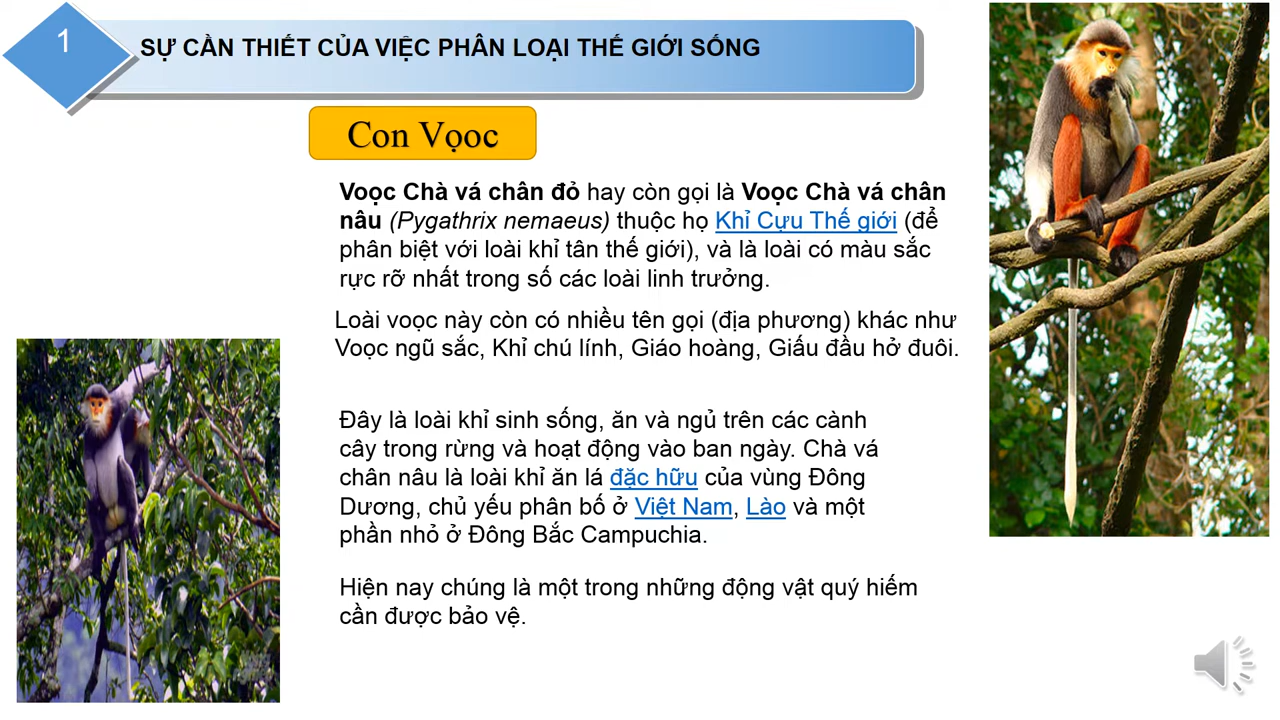 1
SỰ CẦN THIẾT CỦA VIỆC PHÂN LOẠI THẾ GIỚI SỐNG
Con Vọoc
Voọc Chà vá chân đỏ hay còn gọi là Voọc Chà vá chân
nâu (Pygathrix nemaeus) thuộc họ Khỉ Cựu Thế giới (để
phân biệt với loài khỉ tân thế giới), và là loài có màu sắc
rực rỡ nhất trong số các loài linh trưởng.
Loài voọc này còn có nhiều tên gọi (địa phương) khác như
Voọc ngũ sắc, Khỉ chú lính, Giáo hoàng, Giấu đầu hở đuôi.
Đây là loài khỉ sinh sống, ăn và ngủ trên các cành
cây trong rừng và hoạt động vào ban ngày. Chà vá
chân nâu là loài khỉ ăn lá đặc hữu của vùng Đông
Dương, chủ yếu phân bố ở Việt Nam, Lào và một
phần nhỏ ở Đông Bắc Campuchia.
Hiện nay chúng là một trong những động vật quý hiếm
cần được bảo vệ.